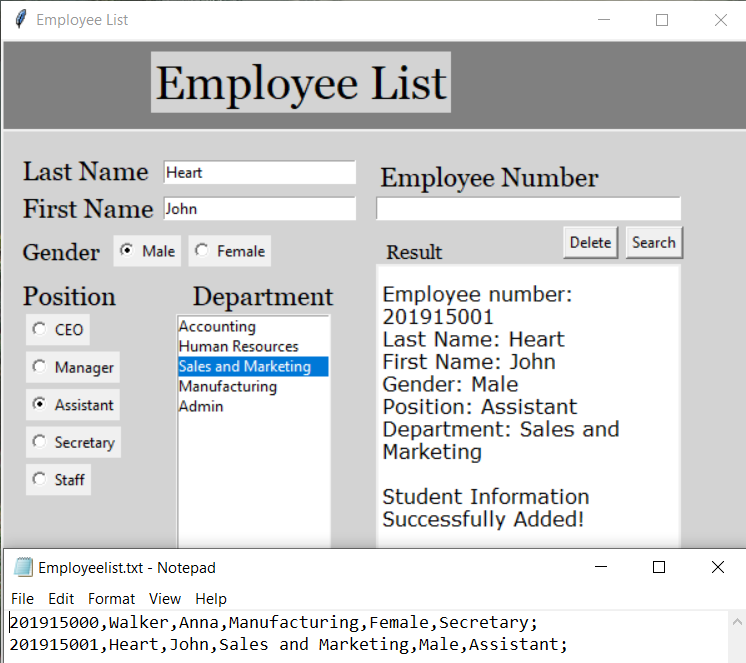 Employee List
Employee List
Last Name Heart
First Name John
Gender Male Female
Position
CEO
Manager
Assistant
Secretary
Staff
Department
Accounting
Human Resources
Sales and Marketing
Manufacturing
Admin
Employee Number
Delete Search
Result
Employee number:
201915001
Last Name: Heart
First Name: John
Gender: Male
Position: Assistant
Department: Sales and
Marketing
Student Information
Successfully Added!
Employeelist.txt - Notepad
File Edit Format View Help
201915000,Walker,Anna,Manufacturing,Female,Secretary;
201915001,Heart,John,Sales and Marketing,Male,Assistant;